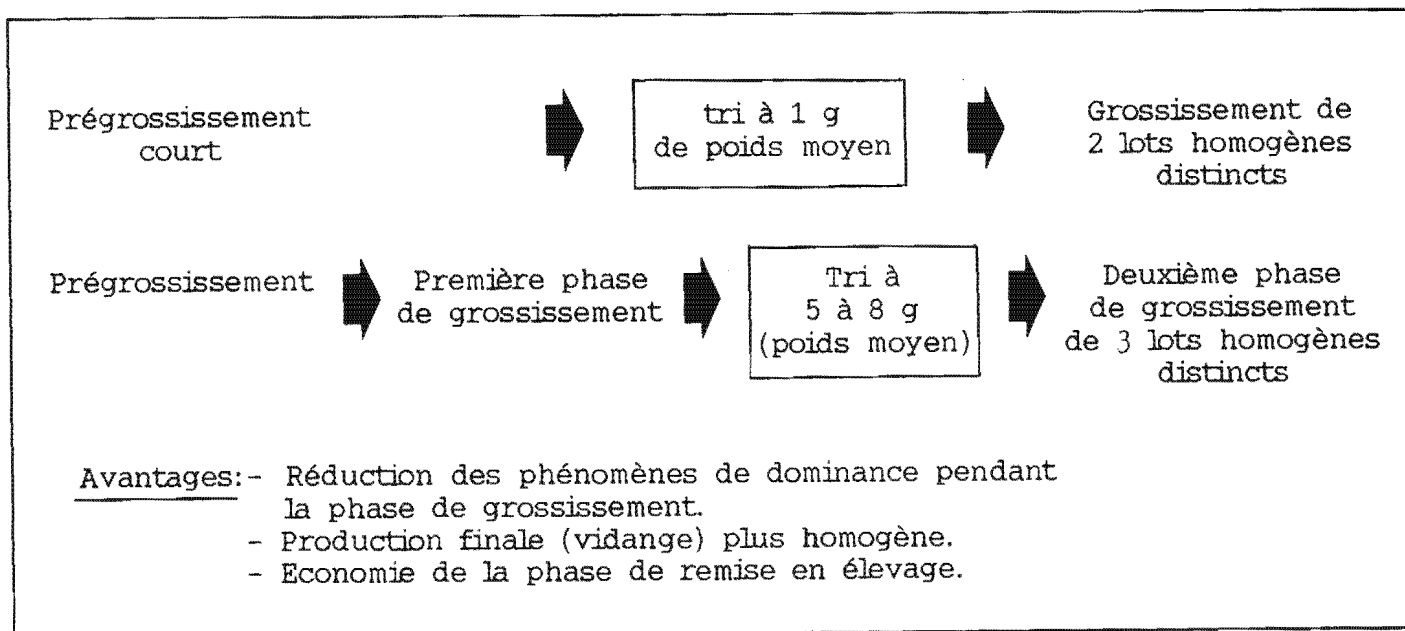 Prégrossissement
court
tri à 1 g
de poids moyen
Grossissement de
2 lots homogènes
distincts
Prégrossissement
Première phase
de grossissement
Tri à
5 à 8 g
(poids moyen)
Deuxième phase
de grossissement
de 3 lots homogènes
distincts
Avantages:- Réduction des phénomènes de dominance pendant
la phase de grossissement.
- Production finale (vidange) plus homogène.
- Economie de la phase de remise en élevage.